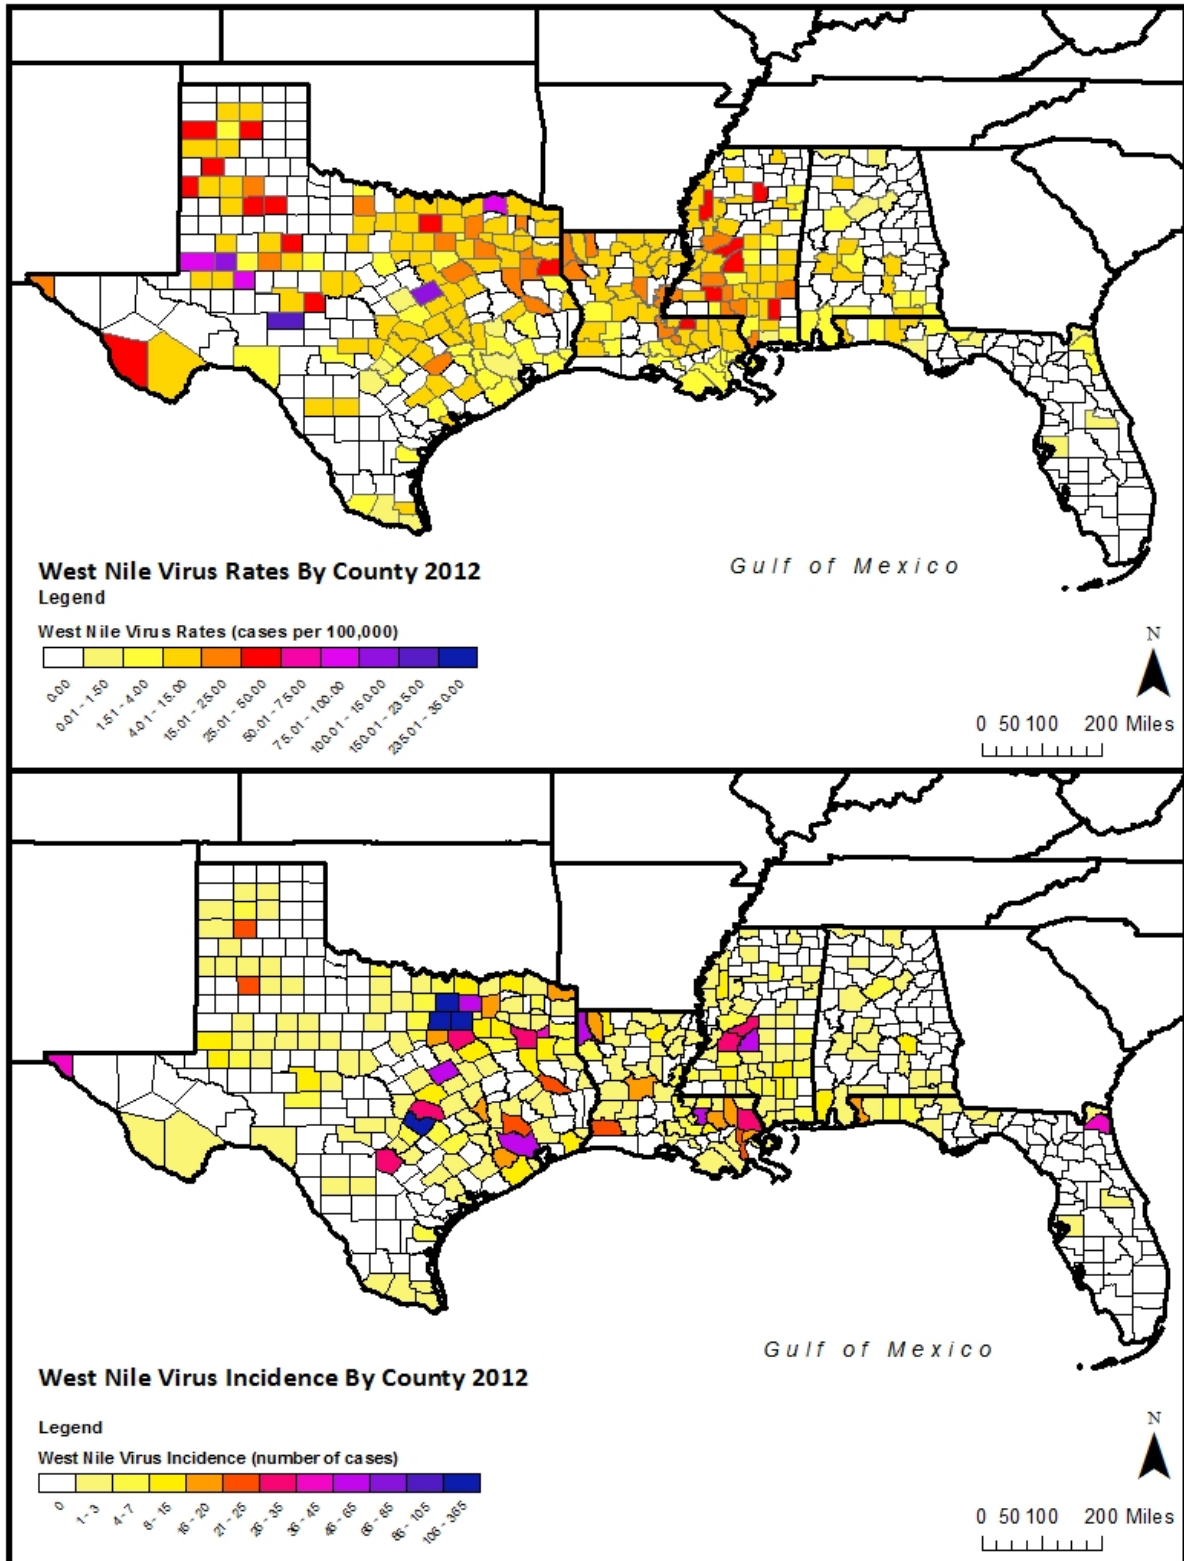 Gulf of Mexico
West Nile Virus Rates By County 2012
Legend
West Nile Virus Rates (cases per 100,000)
0.00
0.01 - 1.50
1.51 - 4.00
4.01 - 15.00
15.01 - 25.00
25.01 - 50.00
50.01 - 75.00
75.01 - 100.00
100.01 - 150.00
150.01 - 235.00
235.01 - 350.00
N
0 50 100 200 Miles
Gulf of Mexico
West Nile Virus Incidence By County 2012
Legend
West Nile Virus Incidence (number of cases)
0
1 - 3
4 - 7
8 - 15
16 - 20
21 - 25
26 - 35
36 - 45
46 - 65
66 - 85
86 - 105
106 - 365
N
0 50 100 200 Miles